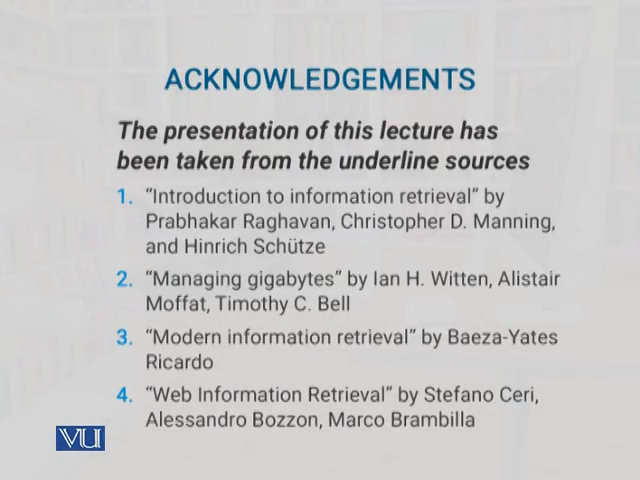 ACKNOWLEDGEMENTS
The presentation of this lecture has
been taken from the underline sources
1. “Introduction to information retrieval” by
Prabhakar Raghavan, Christopher D. Manning,
and Hinrich Schütze
2. “Managing gigabytes” by Ian H. Witten, Alistair
Moffat, Timothy C. Bell
3. “Modern information retrieval” by Baeza-Yates
Ricardo
4. “Web Information Retrieval” by Stefano Ceri,
Alessandro Bozzon, Marco Brambilla
VU